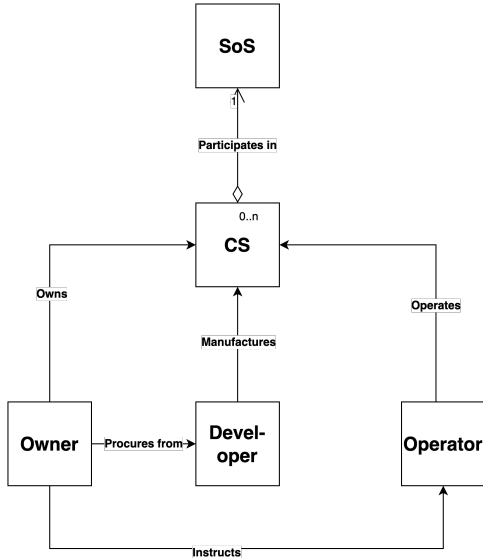 SoS
1
Participates in
0..n
CS
Owns
Operates
Manufactures
Owner
Procures from
Devel-
oper
Operator
Instructs